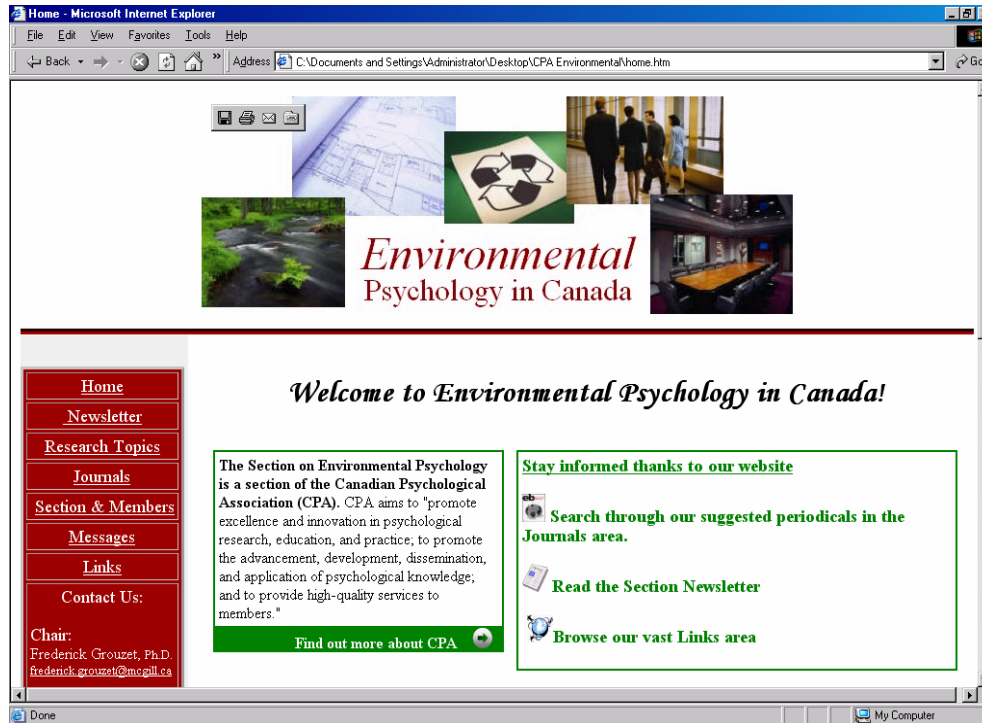 Home - Microsoft Internet Explorer
File Edit View Favorites Tools Help
Back » Address C:\Documents and Settings\Administrator\Desktop\CPA Environmental\home.htm Go
Environmental
Psychology in Canada
Welcome to Environmental Psychology in Canada!
Home
Newsletter
Research Topics
Journals
Section & Members
Messages
Links
Contact Us:
Chair:
Frederick Grouzet, Ph.D.
frederick.grouzet@mcgill.ca
The Section on Environmental Psychology
is a section of the Canadian Psychological
Association (CPA). CPA aims to "promote
excellence and innovation in psychological
research, education, and practice; to promote
the advancement, development, dissemination,
and application of psychological knowledge;
and to provide high-quality services to
members."
Find out more about CPA
Stay informed thanks to our website
eb
Search through our suggested periodicals in the
Journals area.
Read the Section Newsletter
Browse our vast Links area
Done My Computer